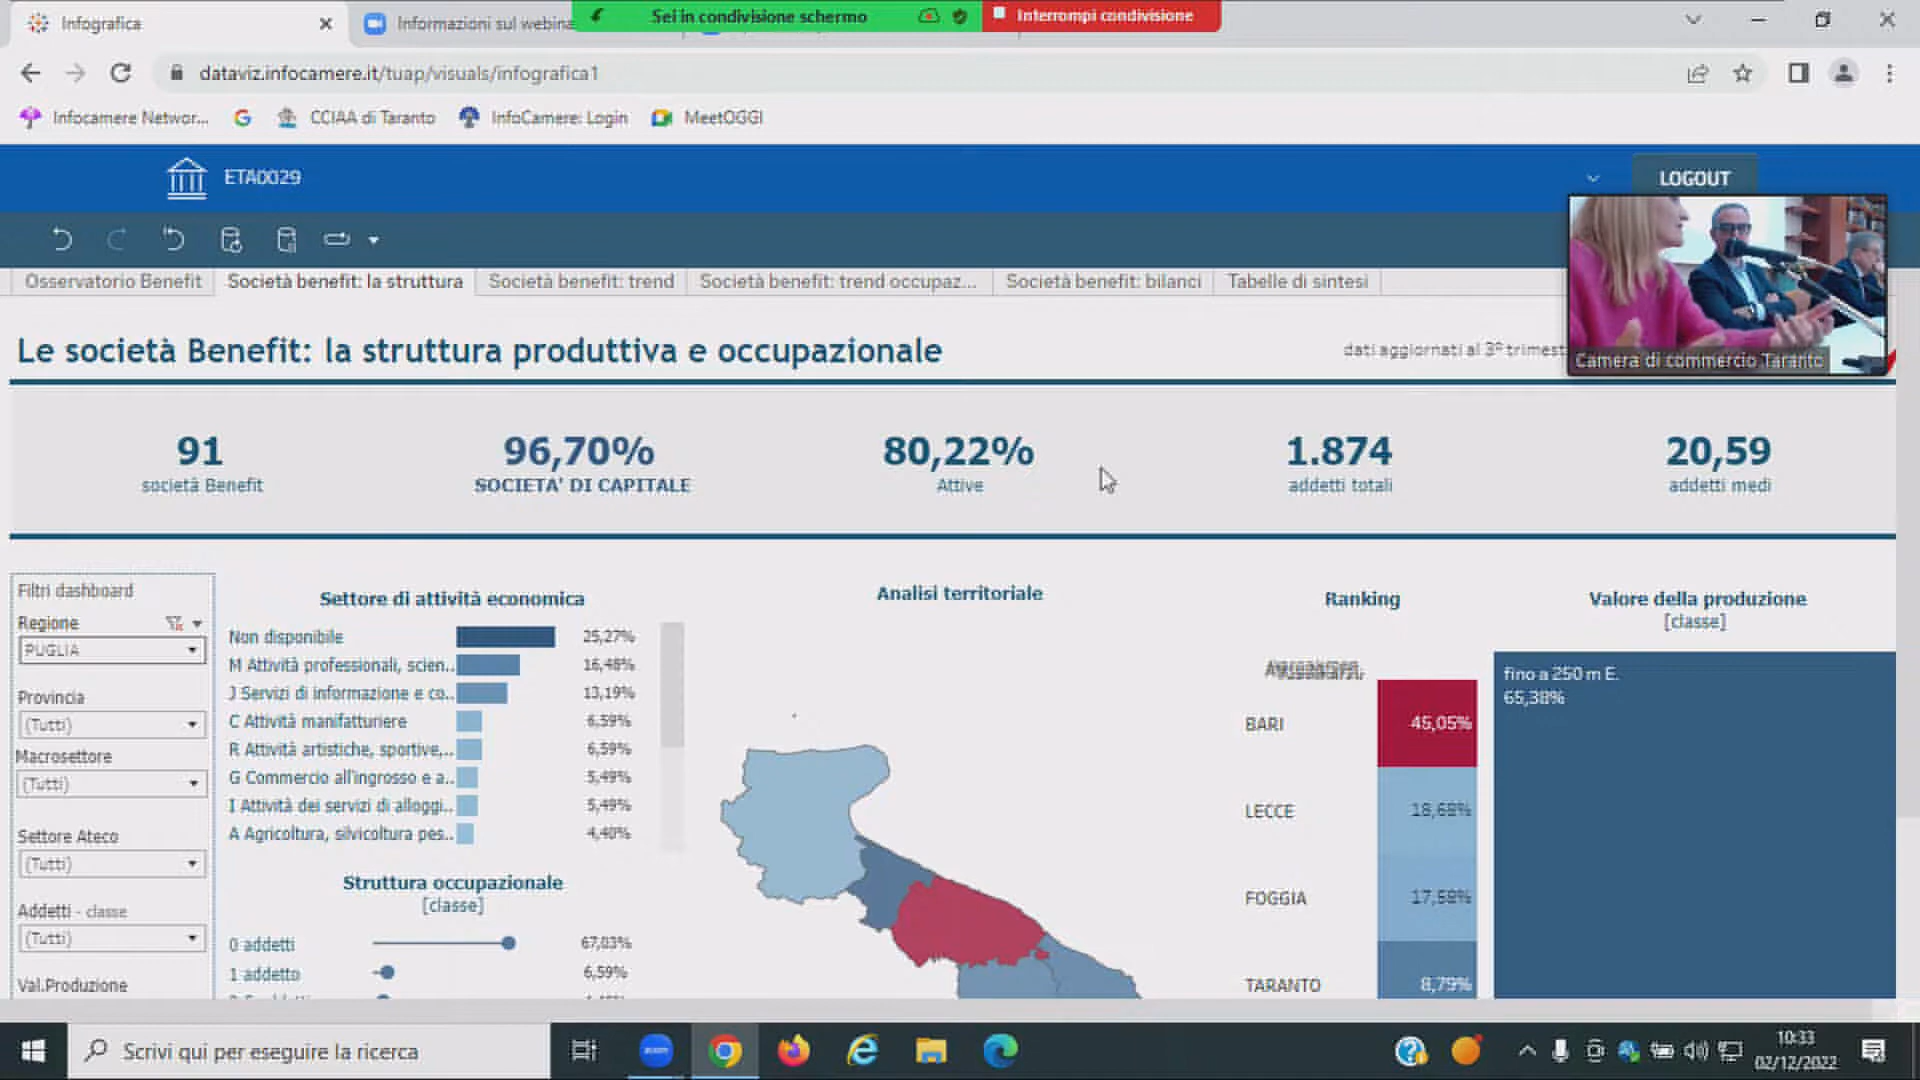 Infografica
Informazioni sul webina
Sei in condivisione schermo
Interrompi condivisione
dataviz.infocamere.it/tuap/visuals/infografica1
Infocamere Networ...
CCIAA di Taranto
InfoCamere: Login
MeetOGGI
ETA0029
LOGOUT
Osservatorio Benefit
Società benefit: la struttura
Società benefit: trend
Società benefit: trend occupaz...
Società benefit: bilanci
Tabelle di sintesi
Le società Benefit: la struttura produttiva e occupazionale
dati aggiornati al 3° trimest
Camera di commercio Taranto
91
società Benefit
96,70%
SOCIETA' DI CAPITALE
80,22%
Attive
1.874
addetti totali
20,59
addetti medi
Filtri dashboard
Regione
PUGLIA
Provincia
(Tutti)
Macrosettore
(Tutti)
Settore Ateco
(Tutti)
Addetti - classe
(Tutti)
Val.Produzione
Settore di attività economica
Non disponibile 25,27%
M Attività professionali, scien.. 16,48%
J Servizi di informazione e co.. 13,19%
C Attività manifatturiere 6,59%
R Attività artistiche, sportive,... 6,59%
G Commercio all'ingrosso e a.. 5,49%
I Attività dei servizi di alloggi.. 5,49%
A Agricoltura, silvicoltura pes.. 4,40%
Struttura occupazionale
[classe]
0 addetti 67,03%
1 addetto 6,59%
Analisi territoriale
Ranking
BARI 45,05%
LECCE 18,68%
FOGGIA 17,58%
TARANTO 8,79%
Valore della produzione
[classe]
fino a 250 m E.
65,38%
Scrivi qui per eseguire la ricerca
zoom
10:33
02/12/2022